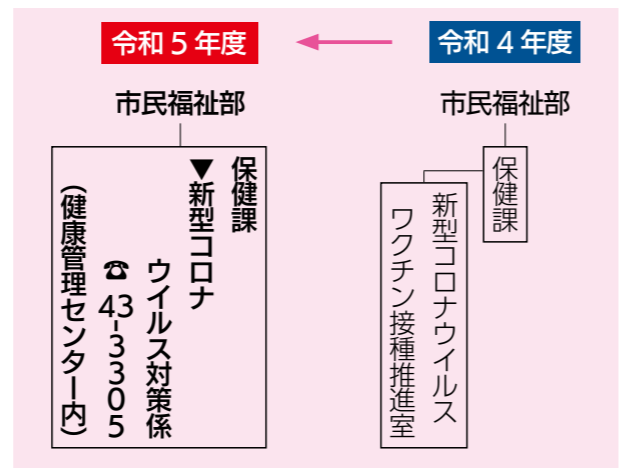 令和5年度
令和4年度
市民福祉部
保健課
▼新型コロナ
ウイルス対策係
☎43-3305
(健康管理センター内)
市民福祉部
保健課
新型コロナウイルス
ワクチン接種推進室